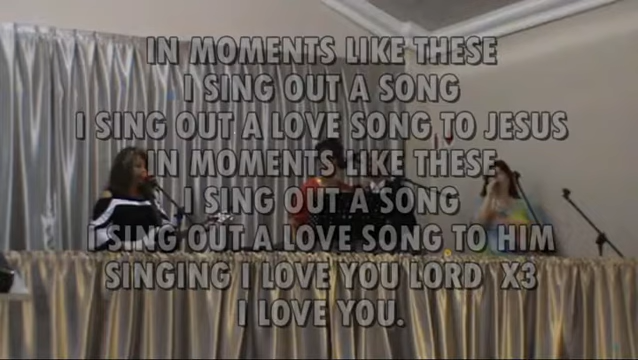 IN MOMENTS LIKE THESE
I SING OUT A SONG
I SING OUT A LOVE SONG TO JESUS
IN MOMENTS LIKE THESE
I SING OUT A SONG
I SING OUT A LOVE SONG TO HIM
SINGING I LOVE YOU LORD X3
I LOVE YOU.